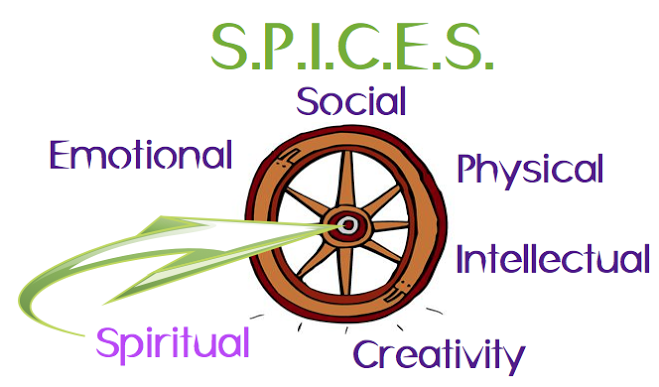 S.P.I.C.E.S.
Social
Emotional
Physical
Intellectual
Spiritual
Creativity